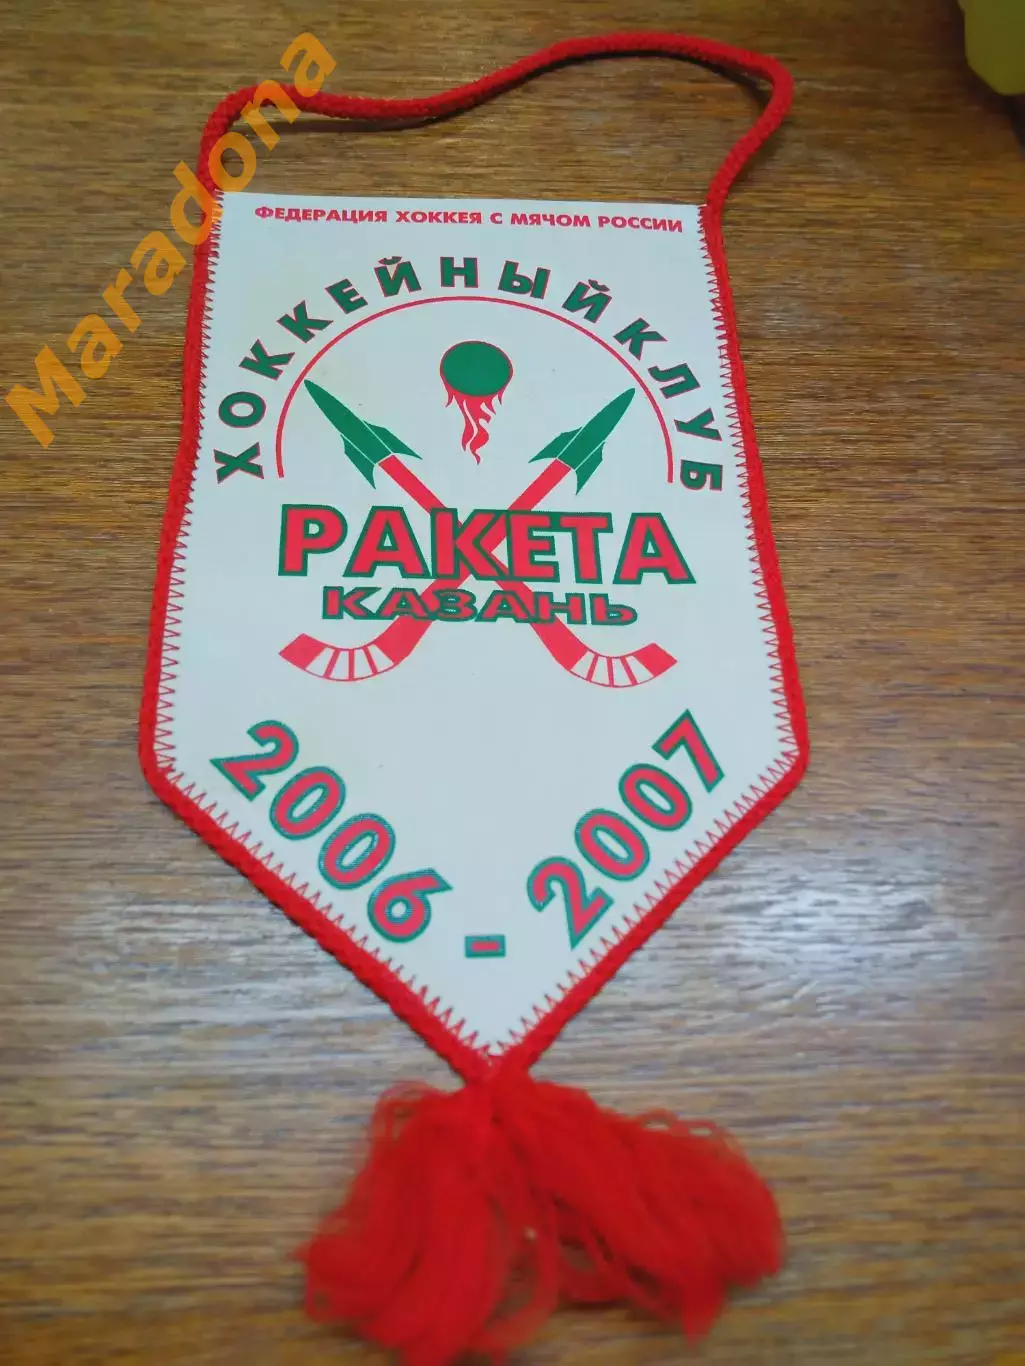 Maradona
ФЕДЕРАЦИЯ ХОККЕЯ С МЯЧОМ РОССИИ
ХОККЕЙНЫЙ КЛУБ
РАКЕТА
КАЗАНЬ
2006 - 2007